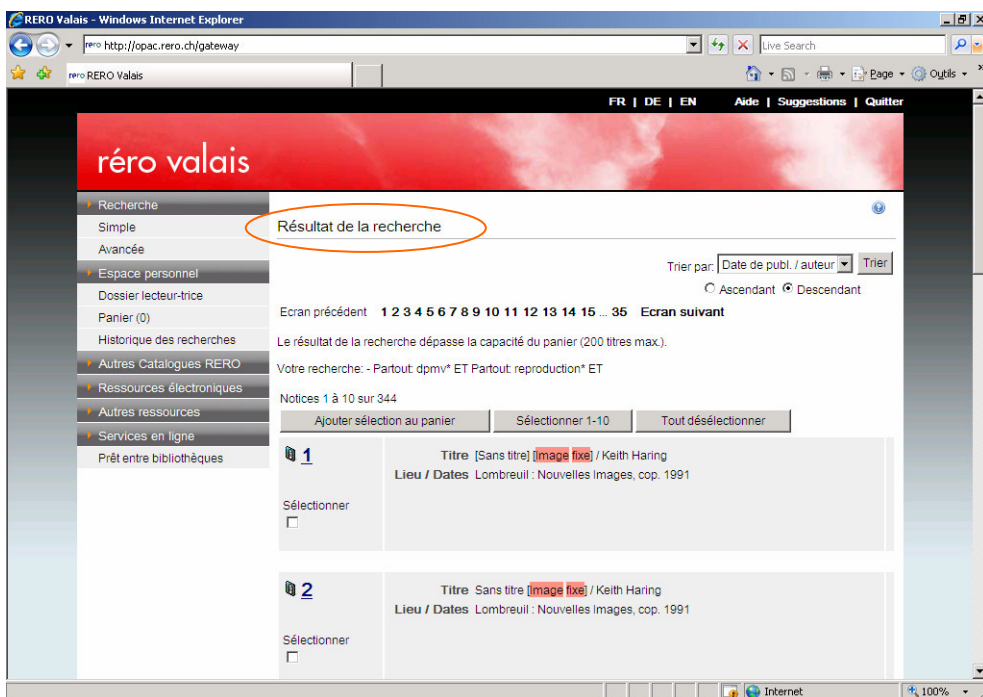 RERO Valais - Windows Internet Explorer
rero http://opac.rero.ch/gateway
Live Search
rero RERO Valais
Page
Outils
FR | DE | EN Aide | Suggestions | Quitter
réro valais
Recherche
Simple
Avancée
Espace personnel
Dossier lecteur-trice
Panier (0)
Historique des recherches
Autres Catalogues RERO
Ressources électroniques
Autres ressources
Services en ligne
Prêt entre bibliothèques
Résultat de la recherche
Trier par: Date de publ. / auteur Trier
Ascendant Descendant
Ecran précédent 1 2 3 4 5 6 7 8 9 10 11 12 13 14 15 ... 35 Ecran suivant
Le résultat de la recherche dépasse la capacité du panier (200 titres max.).
Votre recherche: - Partout: dpmv* ET Partout: reproduction* ET
Notices 1 à 10 sur 344
Ajouter sélection au panier Sélectionner 1-10 Tout désélectionner
1 Titre [Sans titre] [Image fixe] / Keith Haring
Lieu / Dates Lombreuil : Nouvelles Images, cop. 1991
Sélectionner
2 Titre Sans titre [Image fixe] / Keith Haring
Lieu / Dates Lombreuil : Nouvelles Images, cop. 1991
Sélectionner
Internet 100%